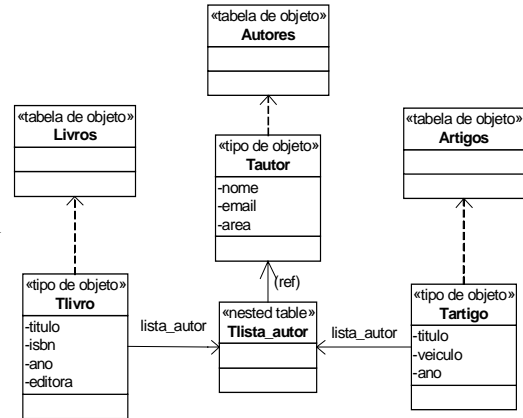 «tabela de objeto»
Autores
«tabela de objeto»
Livros
«tipo de objeto»
Tautor
-nome
-email
-area
«tabela de objeto»
Artigos
(ref)
«tipo de objeto»
Tlivro
-titulo
-isbn
-ano
-editora
lista_autor
«nested table»
Tlista_autor
lista_autor
«tipo de objeto»
Tartigo
-titulo
-veiculo
-ano